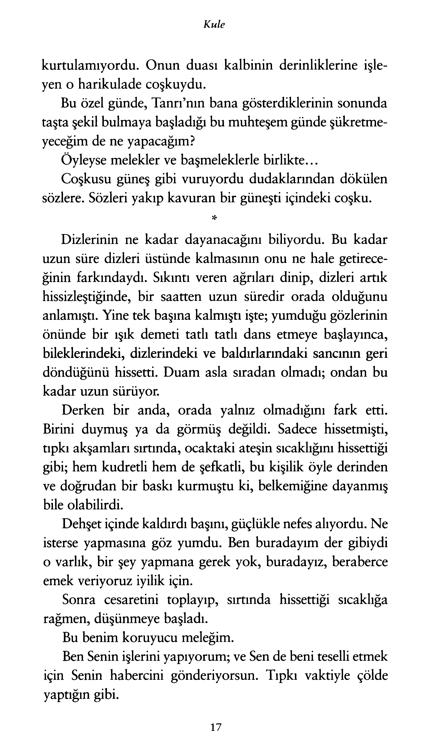 Kule
kurtulamıyordu. Onun duası kalbinin derinliklerine işle-
yen o harikulade coşkuydu.
Bu özel günde, Tanrı'nın bana gösterdiklerinin sonunda
taşta şekil bulmaya başladığı bu muhteşem günde şükretme-
yeceğim de ne yapacağım?
Öyleyse melekler ve başmeleklerle birlikte...
Coşkusu güneş gibi vuruyordu dudaklarından dökülen
sözlere. Sözleri yakıp kavuran bir güneşti içindeki coşku.
*
Dizlerinin ne kadar dayanacağını biliyordu. Bu kadar
uzun süre dizleri üstünde kalmasının onu ne hale getirece-
ğinin farkındaydı. Sıkıntı veren ağrıları dinip, dizleri artık
hissizleştiğinde, bir saatten uzun süredir orada olduğunu
anlamıştı. Yine tek başına kalmıştı işte; yumduğu gözlerinin
önünde bir ışık demeti tatlı tatlı dans etmeye başlayınca,
bileklerindeki, dizlerindeki ve baldırlarındaki sancının geri
döndüğünü hissetti. Duam asla sıradan olmadı; ondan bu
kadar uzun sürüyor.
Derken bir anda, orada yalnız olmadığını fark etti.
Birini duymuş ya da görmüş değildi. Sadece hissetmişti,
tıpkı akşamları sırtında, ocaktaki ateşin sıcaklığını hissettiği
gibi; hem kudretli hem de şefkatli, bu kişilik öyle derinden
ve doğrudan bir baskı kurmuştu ki, belkemiğine dayanmış
bile olabilirdi.
Dehşet içinde kaldırdı başını, güçlükle nefes alıyordu. Ne
isterse yapmasına göz yumdu. Ben buradayım der gibiydi
o varlık, bir şey yapmana gerek yok, buradayız, beraberce
emek veriyoruz iyilik için.
Sonra cesaretini toplayıp, sırtında hissettiği sıcaklığa
rağmen, düşünmeye başladı.
Bu benim koruyucu meleğim.
Ben Senin işlerini yapıyorum; ve Sen de beni teselli etmek
için Senin habercini gönderiyorsun. Tıpkı vaktiyle çölde
yaptığın gibi.
17